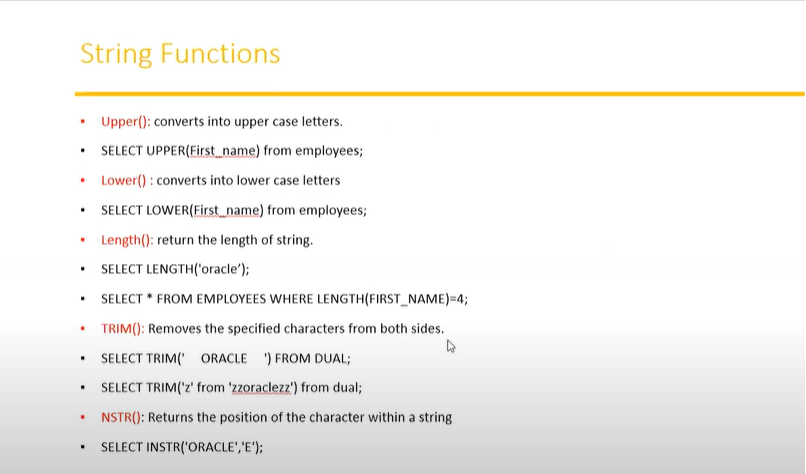 String Functions
Upper(): converts into upper case letters.
SELECT UPPER(First_name) from employees;
Lower() : converts into lower case letters
SELECT LOWER(First_name) from employees;
Length(): return the length of string.
SELECT LENGTH('oracle’);
SELECT * FROM EMPLOYEES WHERE LENGTH(FIRST_NAME)=4;
TRIM(): Removes the specified characters from both sides.
SELECT TRIM('    ORACLE    ') FROM DUAL;
SELECT TRIM('z' from 'zzoraclezz') from dual;
NSTR(): Returns the position of the character within a string
SELECT INSTR('ORACLE','E');